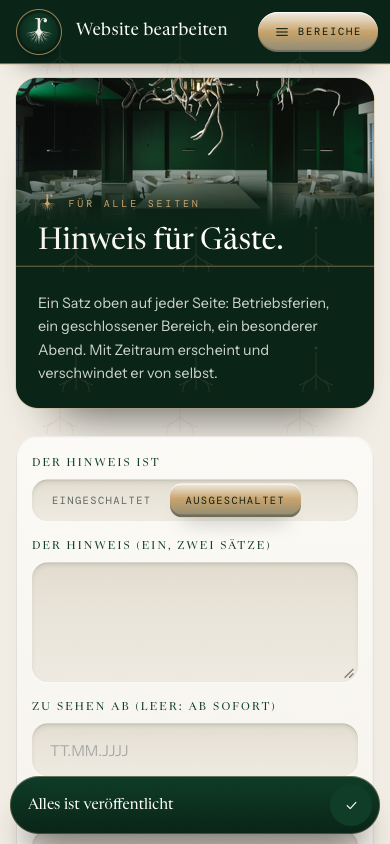 r
Website bearbeiten
BEREICHE
FÜR ALLE SEITEN
Hinweis für Gäste.
Ein Satz oben auf jeder Seite: Betriebsferien,
ein geschlossener Bereich, ein besonderer
Abend. Mit Zeitraum erscheint und
verschwindet er von selbst.
DER HINWEIS IST
EINGESCHALTET AUSGESCHALTET
DER HINWEIS (EIN, ZWEI SÄTZE)
ZU SEHEN AB (LEER: AB SOFORT)
TT.MM.JJJJ
Alles ist veröffentlicht